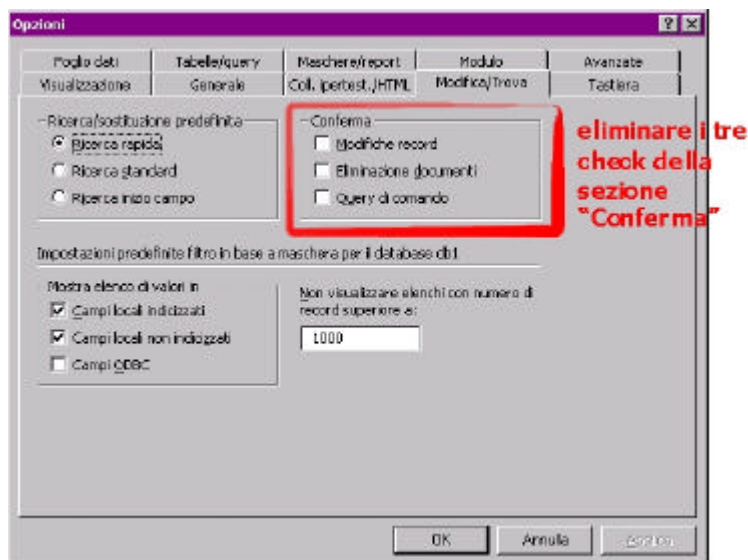 Opzioni
Foglio dati
Tabelle/query
Maschere/report
Modulo
Avanzate
Visualizzazione
Generale
Coll. ipertest./HTML
Modifica/Trova
Tastiera
Ricerca/sostituzione predefinita
Ricerca rapida
Ricerca standard
Ricerca inizio campo
Conferma
Modifiche record
Eliminazione documenti
Query di comando
eliminare i tre
check della
sezione
“Conferma”
Impostazioni predefinite filtro in base a maschera per il database db1
Mostra elenco di valori in
Campi locali indicizzati
Campi locali non indicizzati
Campi ODBC
Non visualizzare elenchi con numero di
record superiore a:
1000
OK
Annulla
Applica